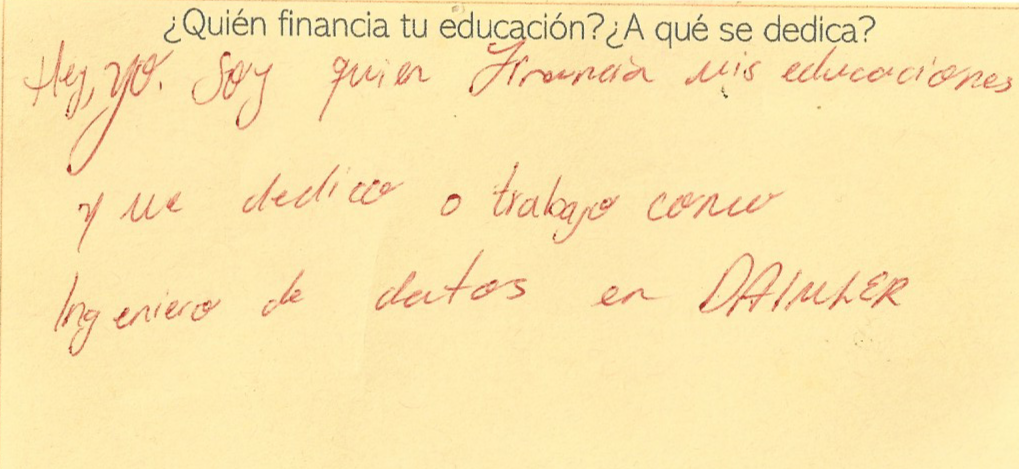 ¿Quién financia tu educación?¿A qué se dedica?
Hey, yo. Soy quien financia mis educaciones
y me dedico o trabajo como
Ingeniero de datos en DAIMLER